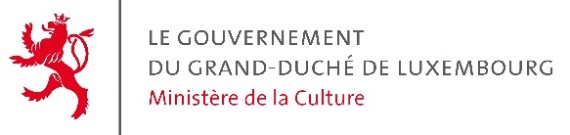 LE GOUVERNEMENT
DU GRAND-DUCHÉ DE LUXEMBOURG
Ministère de la Culture